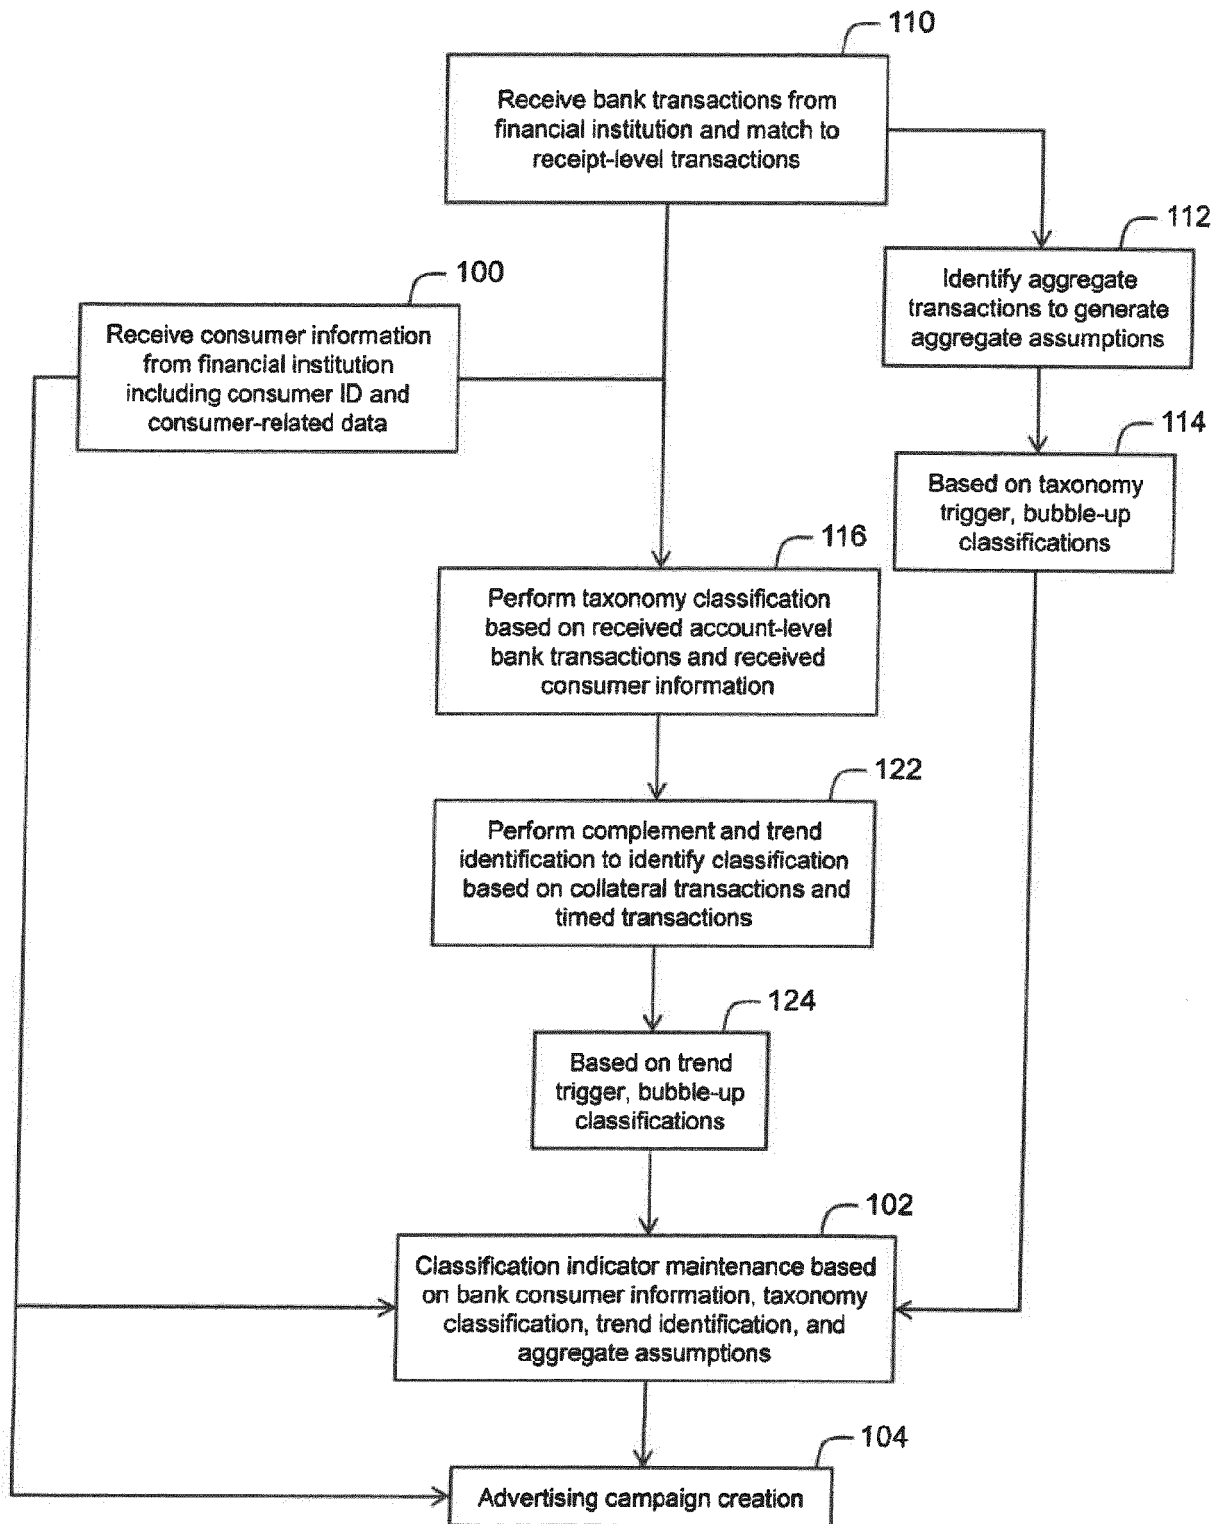 110
Receive bank transactions from
financial institution and match to
receipt-level transactions
112
Identify aggregate
transactions to generate
aggregate assumptions
100
Receive consumer information
from financial institution
including consumer ID and
consumer-related data
114
Based on taxonomy
trigger, bubble-up
classifications
116
Perform taxonomy classification
based on received account-level
bank transactions and received
consumer information
122
Perform complement and trend
identification to identify classification
based on collateral transactions and
timed transactions
124
Based on trend
trigger, bubble-up
classifications
102
Classification indicator maintenance based
on bank consumer information, taxonomy
classification, trend identification, and
aggregate assumptions
104
Advertising campaign creation